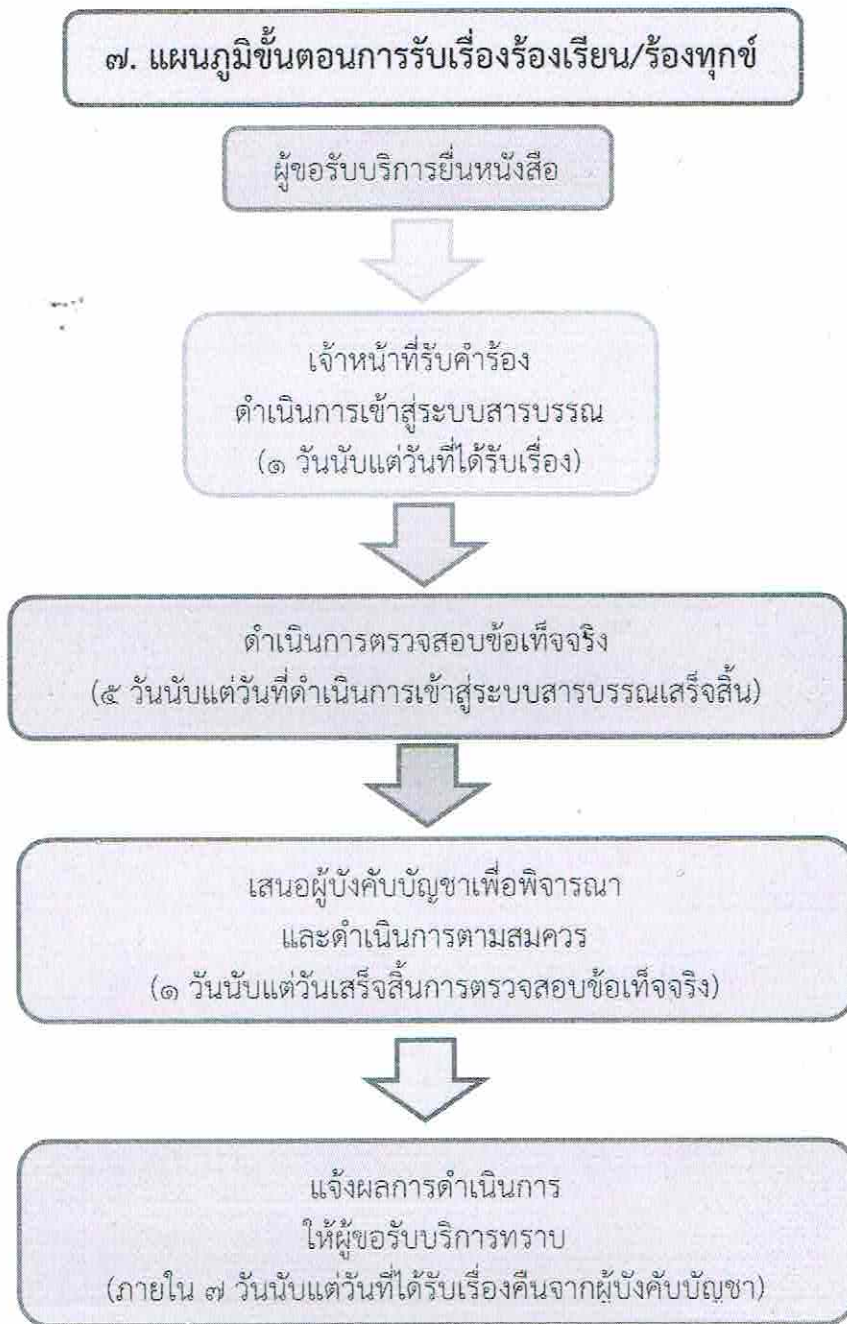 ๗. แผนภูมิขั้นตอนการรับเรื่องร้องเรียน/ร้องทุกข์
ผู้ขอรับบริการยื่นหนังสือ
เจ้าหน้าที่รับคำร้อง
ดำเนินการเข้าสู่ระบบสารบรรณ
(๑ วันนับแต่วันที่ได้รับเรื่อง)
ดำเนินการตรวจสอบข้อเท็จจริง
(๕ วันนับแต่วันที่ดำเนินการเข้าสู่ระบบสารบรรณเสร็จสิ้น)
เสนอผู้บังคับบัญชาเพื่อพิจารณา
และดำเนินการตามสมควร
(๑ วันนับแต่วันเสร็จสิ้นการตรวจสอบข้อเท็จจริง)
แจ้งผลการดำเนินการ
ให้ผู้ขอรับบริการทราบ
(ภายใน ๗ วันนับแต่วันที่ได้รับเรื่องคืนจากผู้บังคับบัญชา)